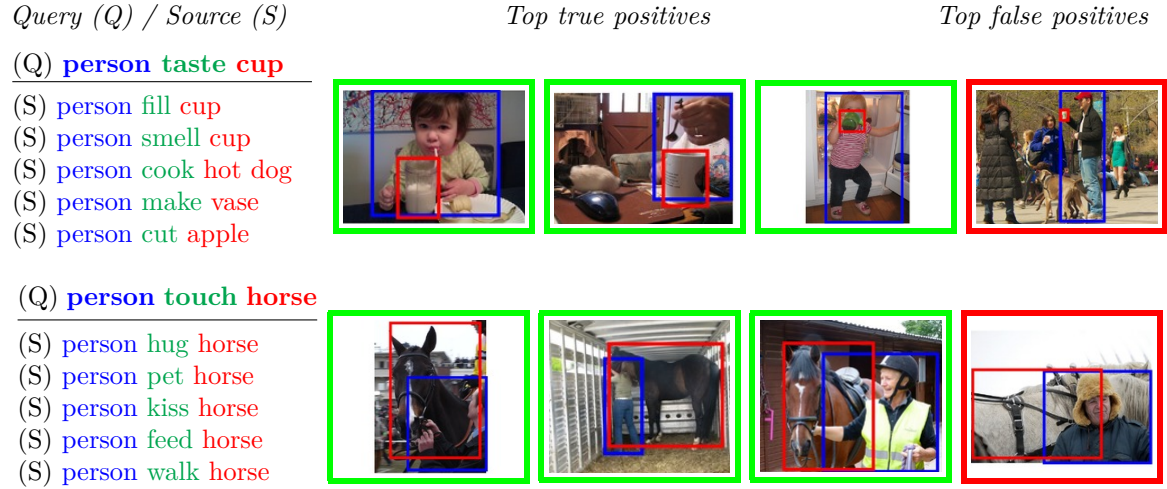 Query (Q) / Source (S) Top true positives Top false positives
(Q) person taste cup
(S) person fill cup
(S) person smell cup
(S) person cook hot dog
(S) person make vase
(S) person cut apple
(Q) person touch horse
(S) person hug horse
(S) person pet horse
(S) person kiss horse
(S) person feed horse
(S) person walk horse